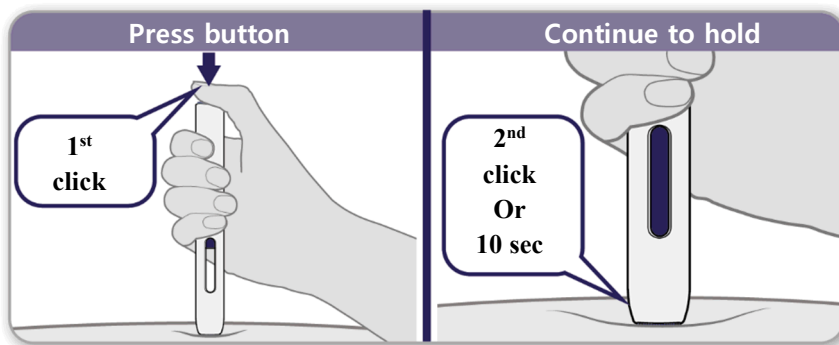 Press button
Continue to hold
1st
click
2nd
click
Or
10 sec